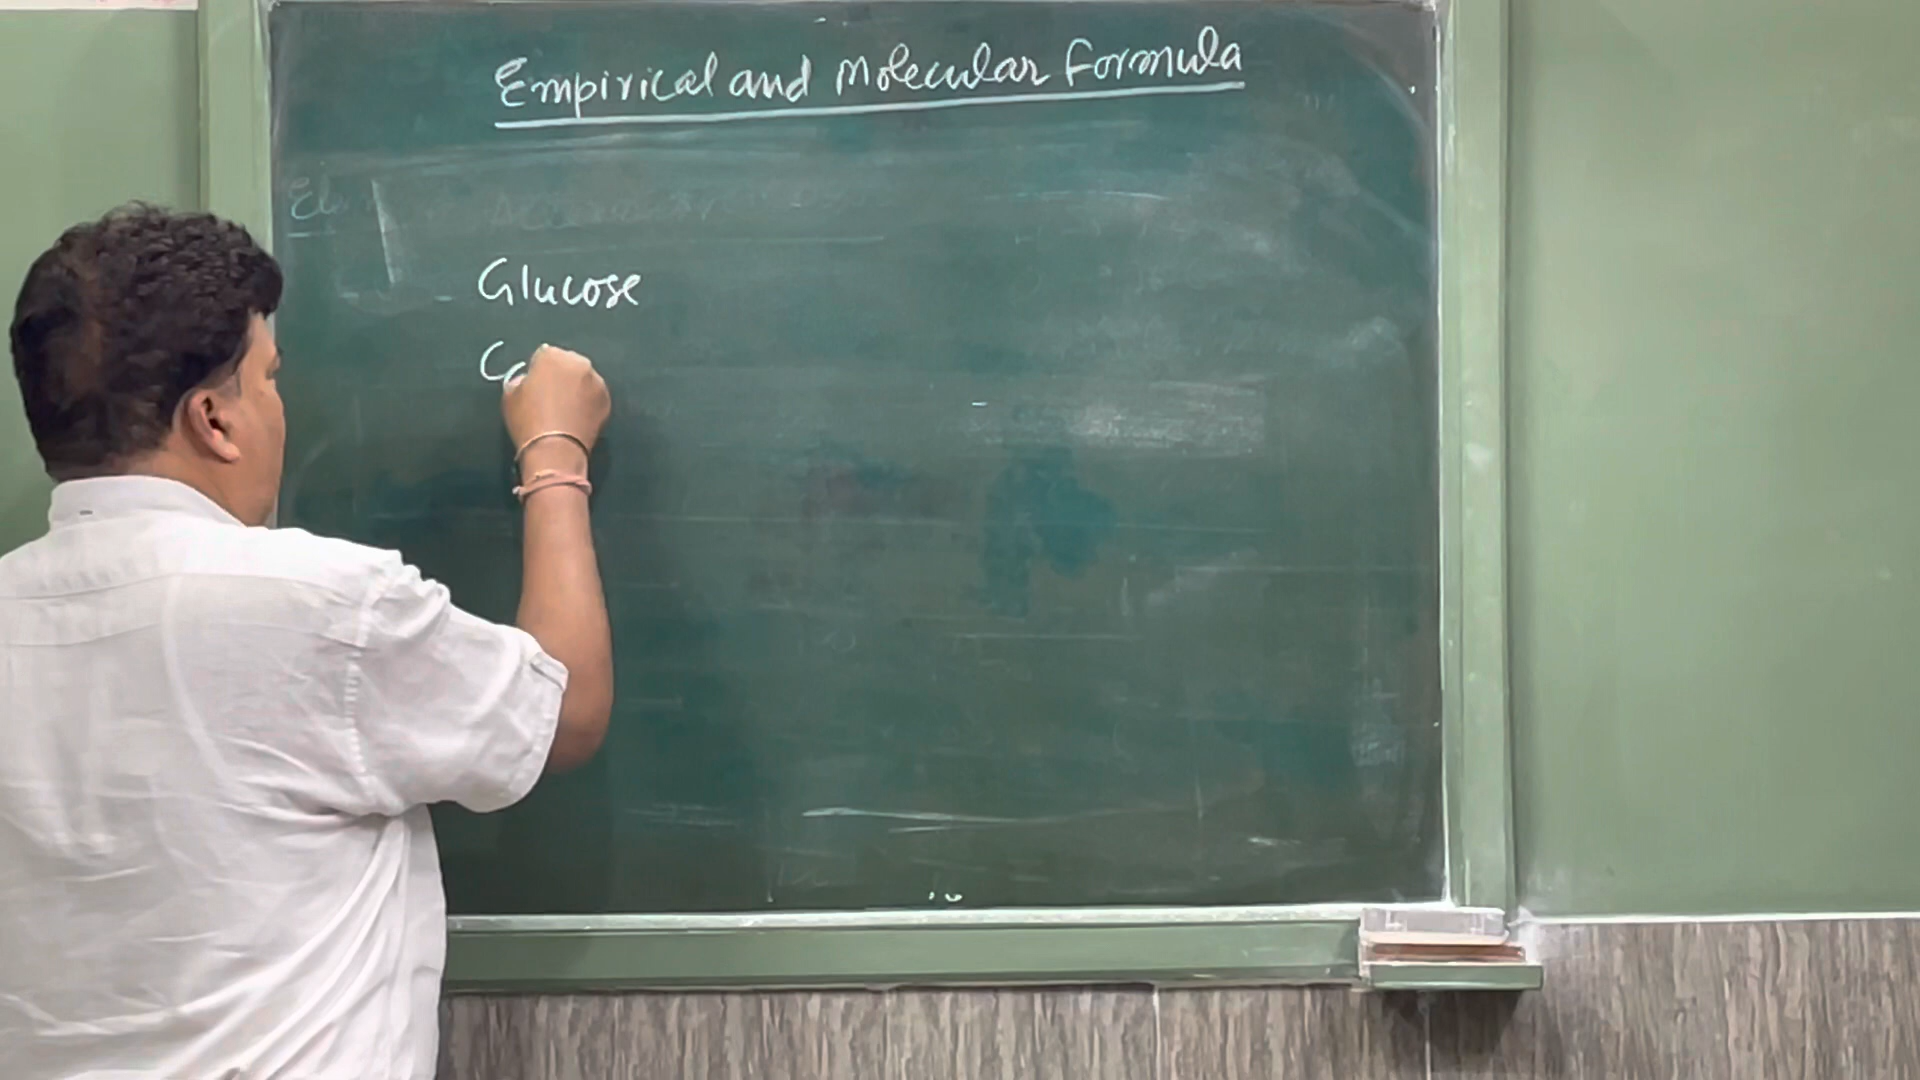 Empirical and Molecular Formula
Glucose
C